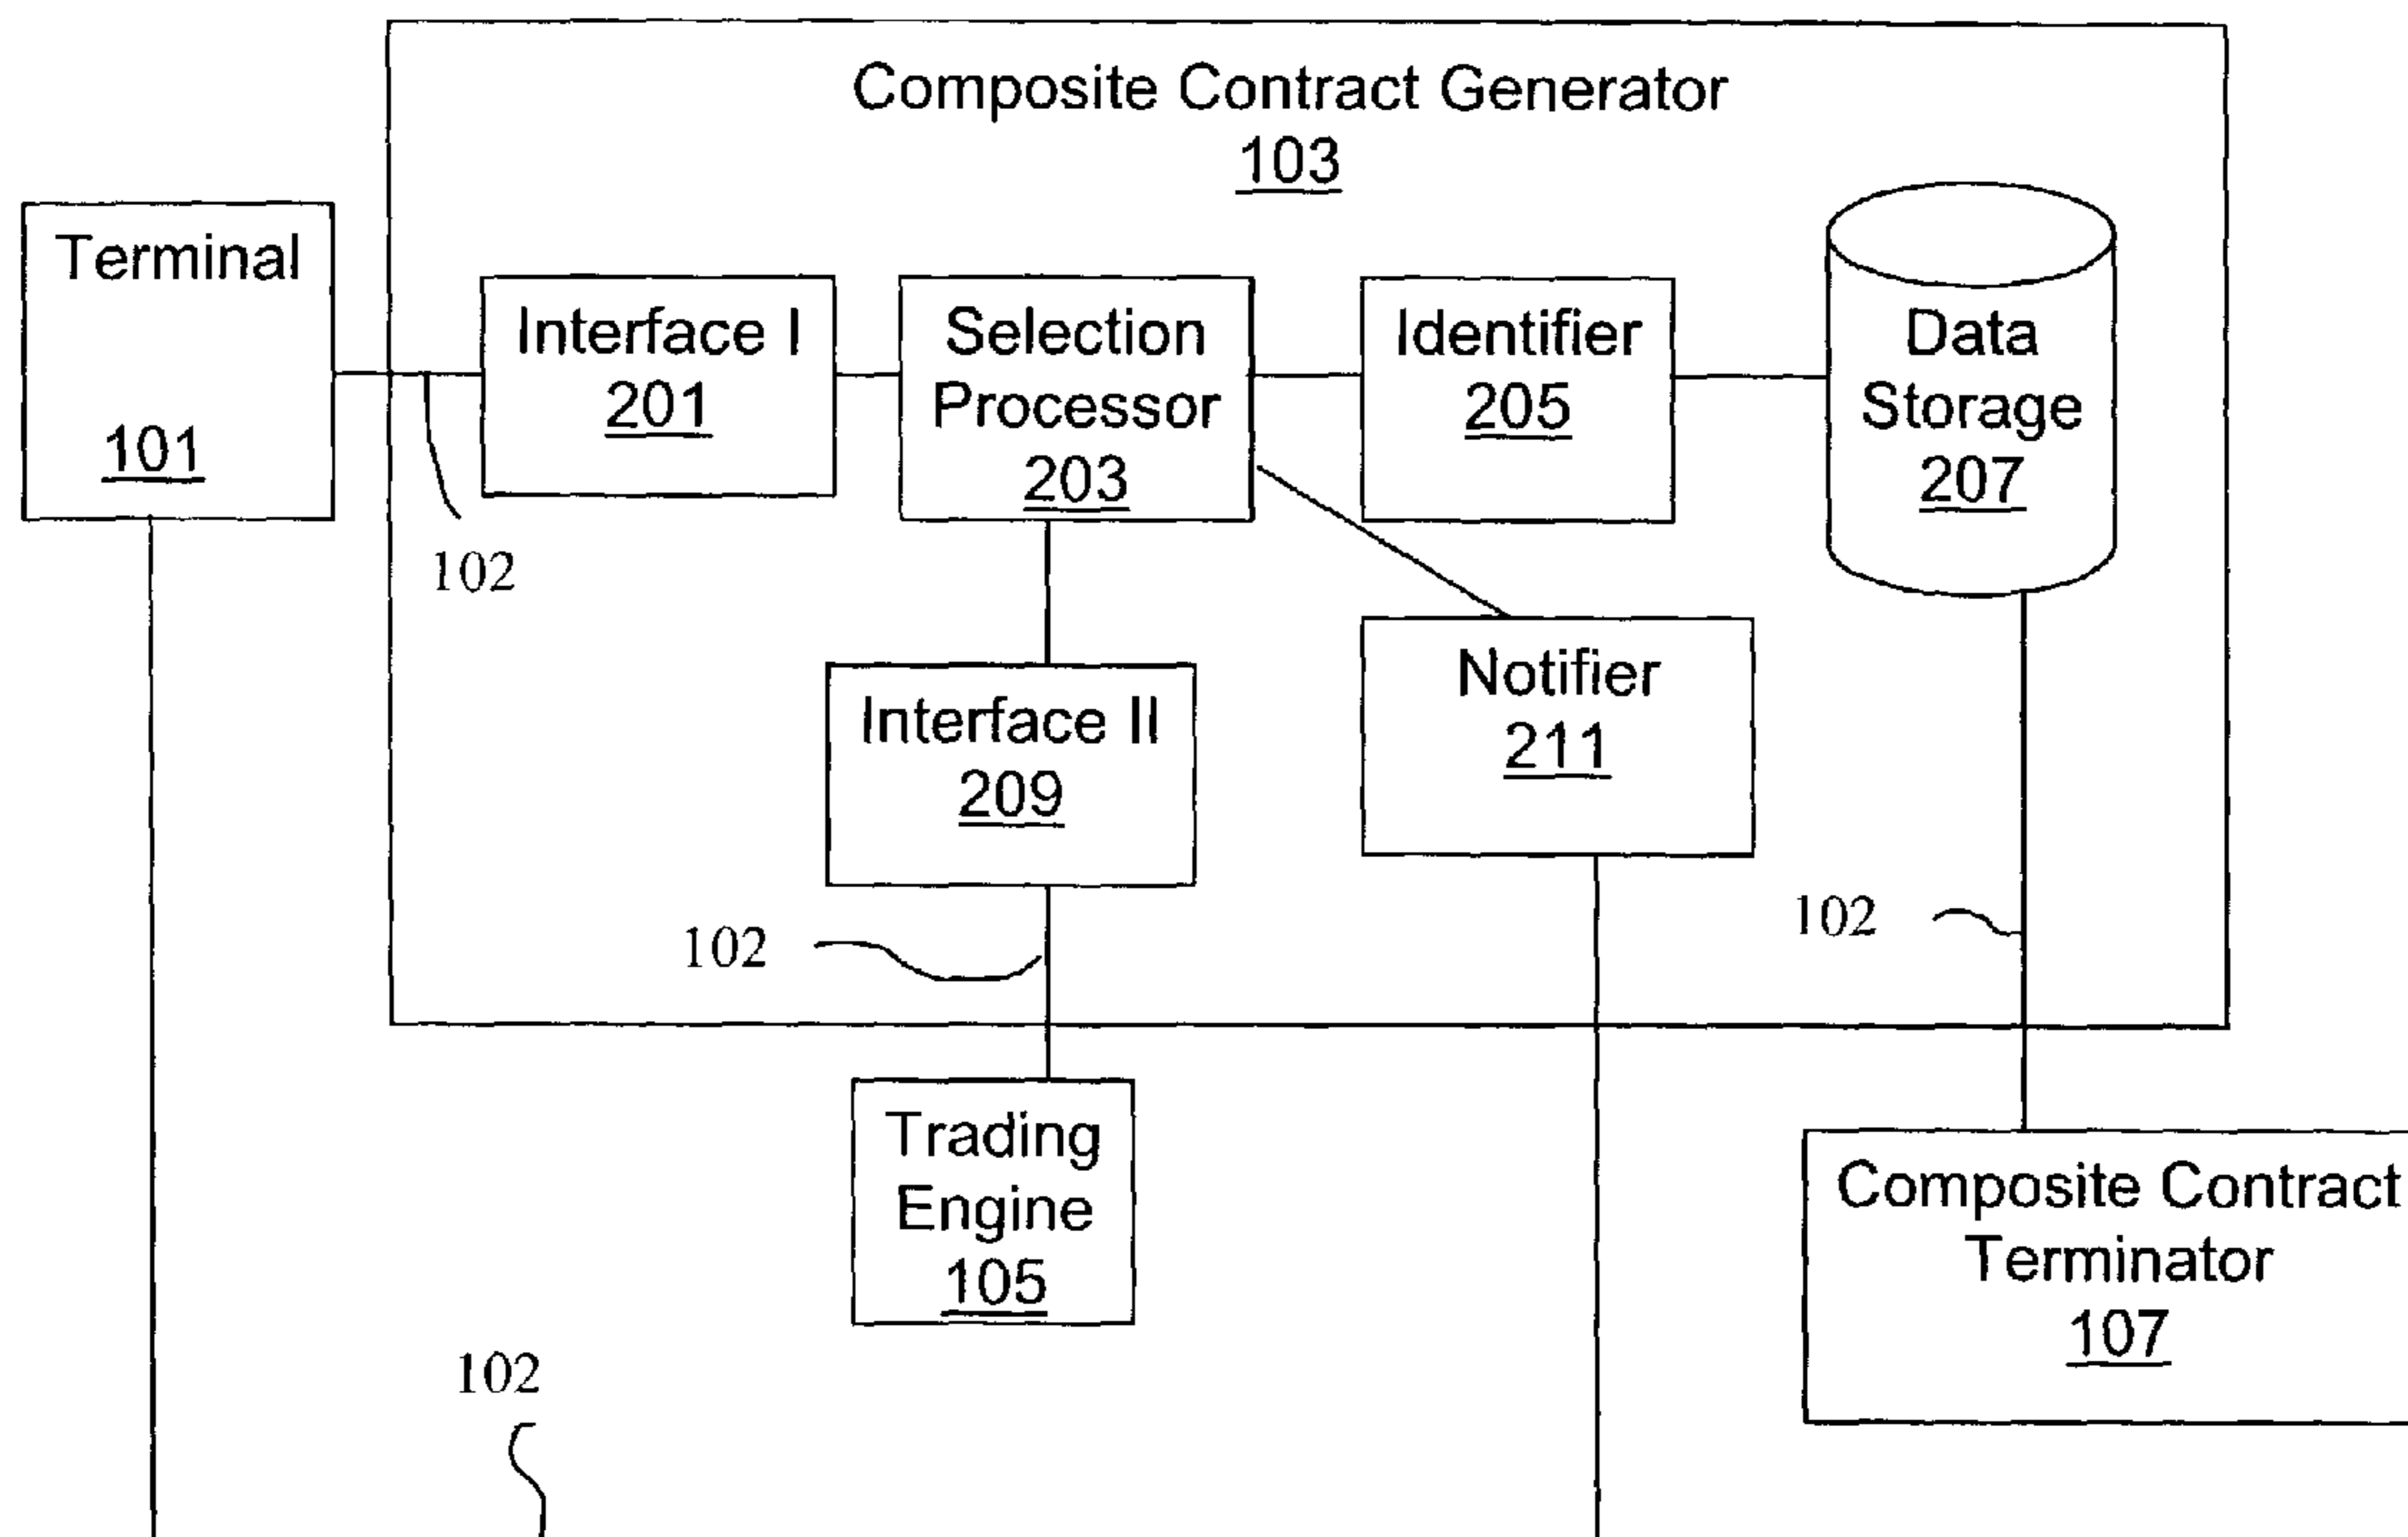 Composite Contract Generator
103
Terminal
101
Interface I
201
Selection
Processor
203
Identifier
205
Data
Storage
207
102
Interface II
209
Notifier
211
102
102
Trading
Engine
105
Composite Contract
Terminator
107
102